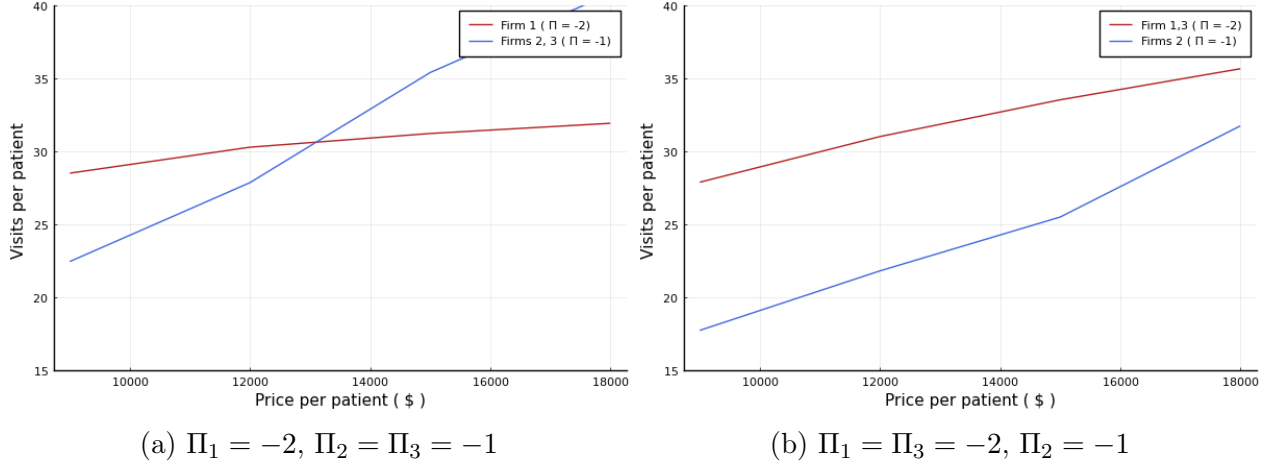 40
35
30
25
20
15
Visits per patient
Firm 1 ( Π = -2)
Firms 2, 3 ( Π = -1)
10000 12000 14000 16000 18000
Price per patient ( $ )
(a) Π₁ = −2, Π₂ = Π₃ = −1
40
35
30
25
20
15
Visits per patient
Firm 1,3 ( Π = -2)
Firms 2 ( Π = -1)
10000 12000 14000 16000 18000
Price per patient ( $ )
(b) Π₁ = Π₃ = −2, Π₂ = −1